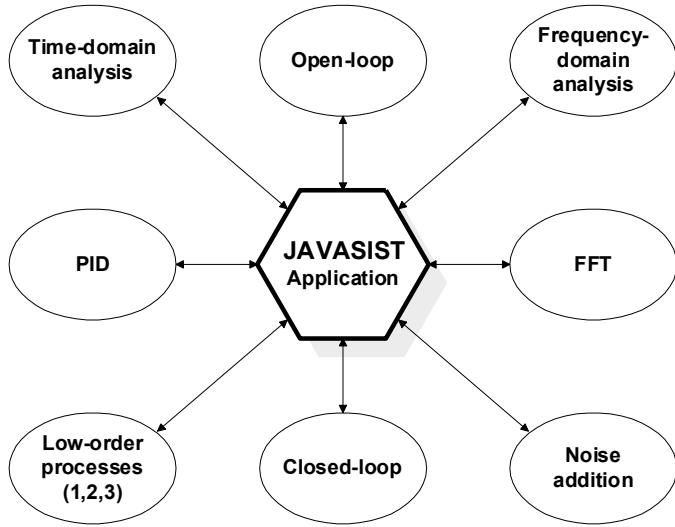 Time-domain
analysis
Open-loop
Frequency-
domain
analysis
PID
JAVASIST
Application
FFT
Low-order
processes
(1,2,3)
Closed-loop
Noise
addition